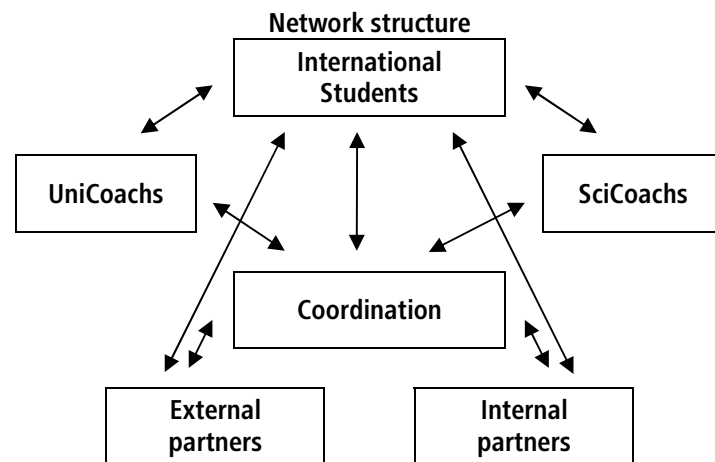 Network structure
International
Students
UniCoachs
SciCoachs
Coordination
External
partners
Internal
partners